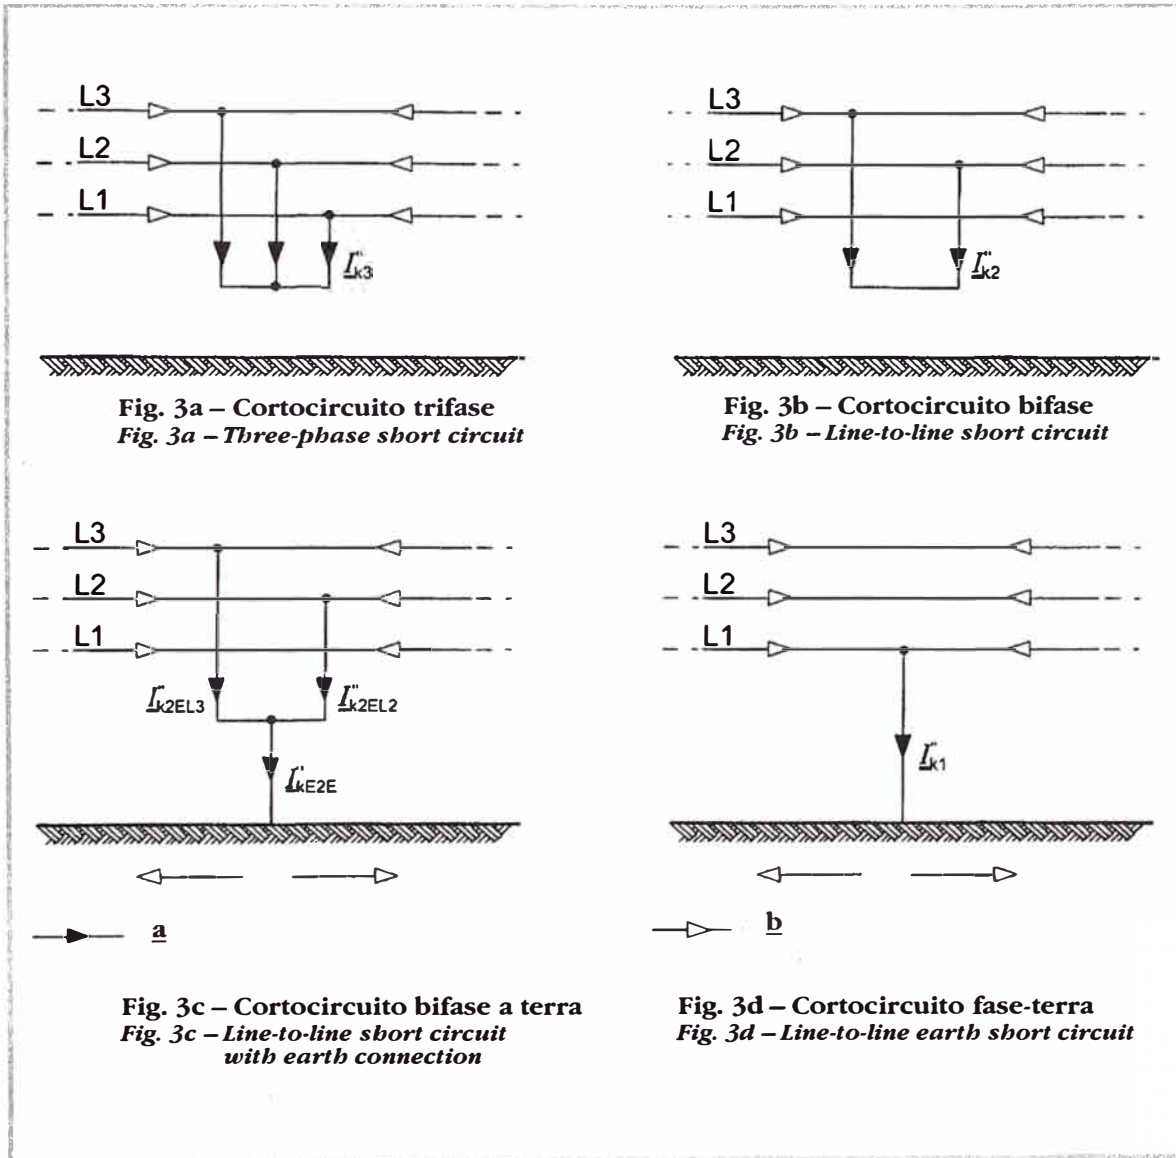 L3
L2
L1
I"k3
Fig. 3a – Cortocircuito trifase
Fig. 3a – Three-phase short circuit
L3
L2
L1
I"k2
Fig. 3b – Cortocircuito bifase
Fig. 3b – Line-to-line short circuit
L3
L2
L1
I"k2EL3
I"k2EL2
I"kE2E
a
Fig. 3c – Cortocircuito bifase a terra
Fig. 3c – Line-to-line short circuit
with earth connection
L3
L2
L1
I"k1
b
Fig. 3d – Cortocircuito fase-terra
Fig. 3d – Line-to-line earth short circuit